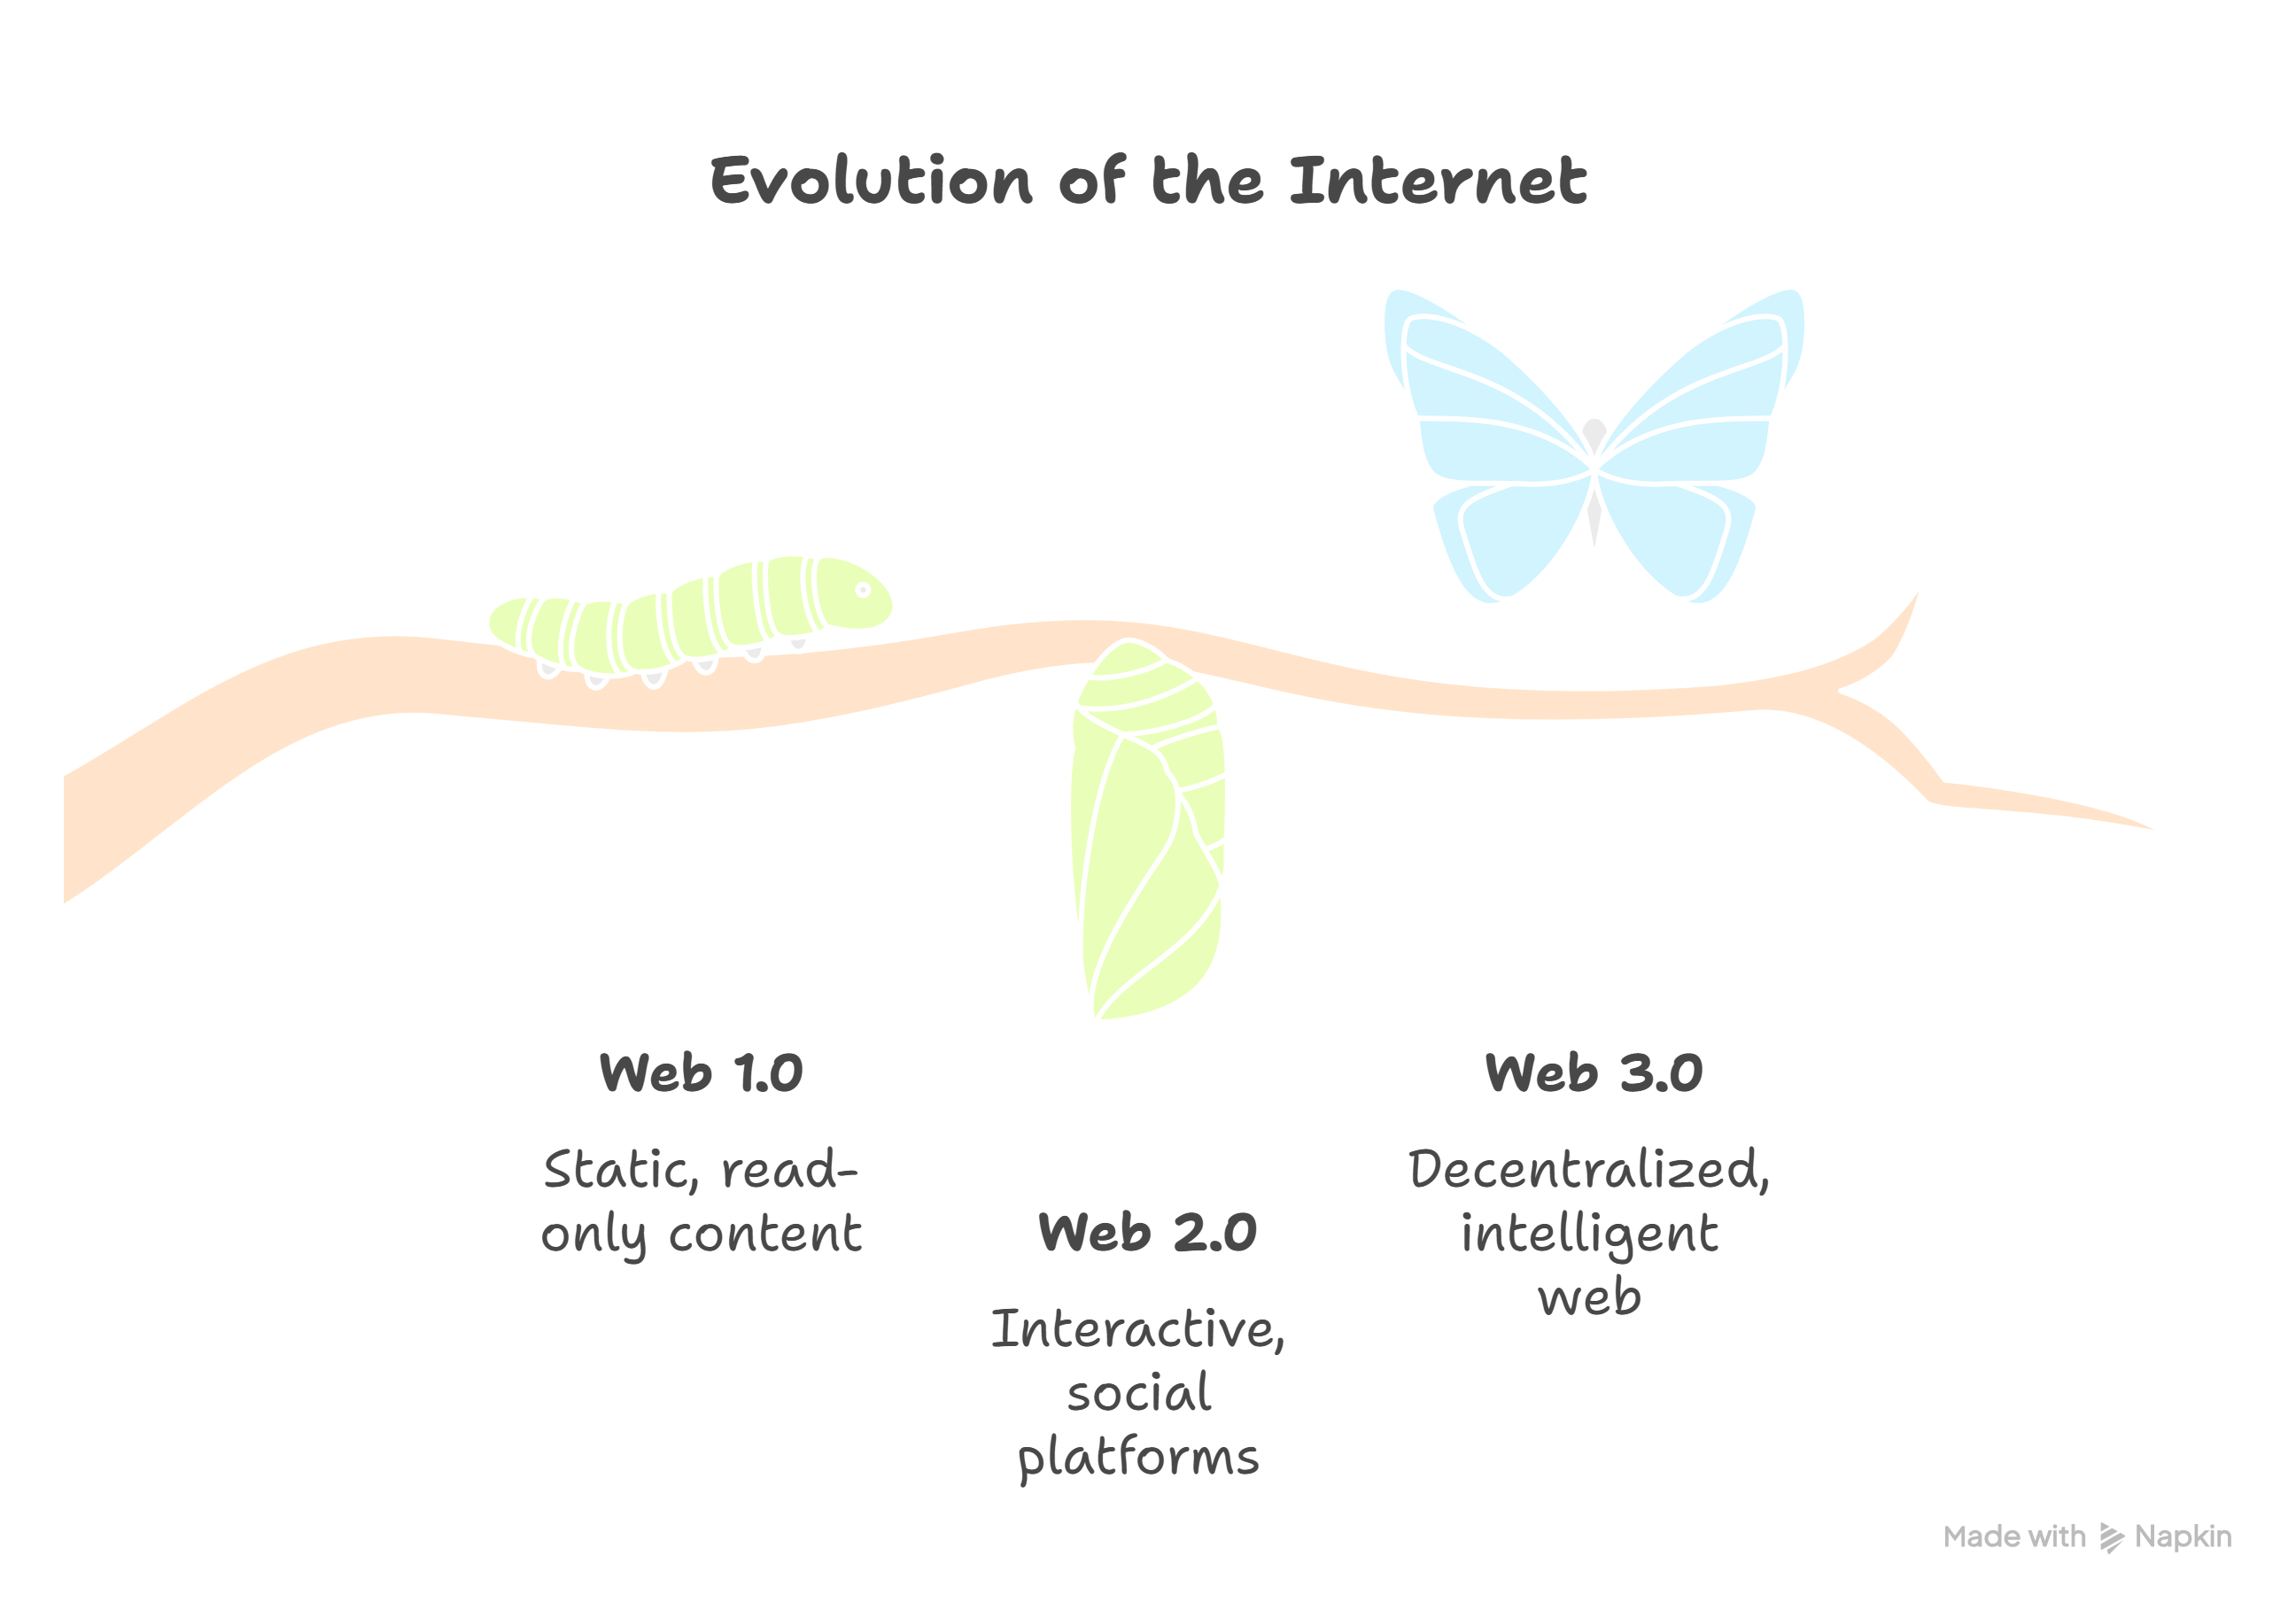 Evolution of the Internet
Web 1.0
Static, read-
only content
Web 2.0
Interactive,
social
platforms
Web 3.0
Decentralized,
intelligent
web
Made with Napkin